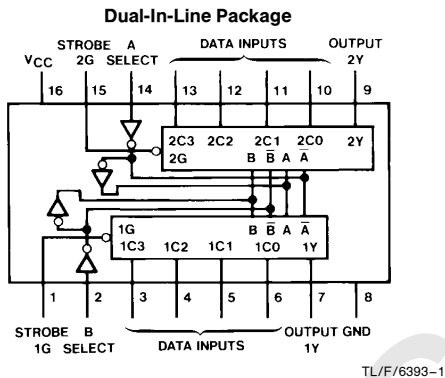 Dual-In-Line Package
STROBE A DATA INPUTS OUTPUT
VCC 2G SELECT 2Y
16 15 14 13 12 11 10 9
2C3 2C2 2C1 2C0 2Y
2G B B̅ A A̅
1G B B̅ A A̅
1C3 1C2 1C1 1C0 1Y
1 2 3 4 5 6 7 8
STROBE B DATA INPUTS OUTPUT GND
1G SELECT 1Y
TL/F/6393–1